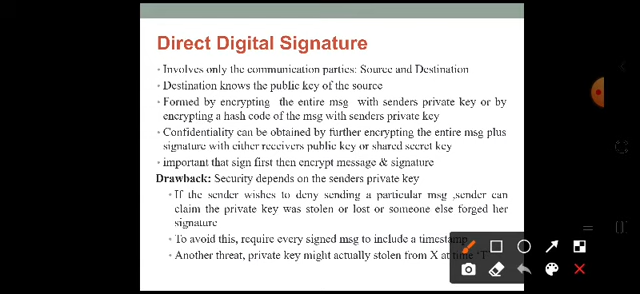 Direct Digital Signature
• Involves only the communication parties: Source and Destination
• Destination knows the public key of the source
• Formed by encrypting the entire msg with senders private key or by
encrypting a hash code of the msg with senders private key
• Confidentiality can be obtained by further encrypting the entire msg plus
signature with either receivers public key or shared secret key
• important that sign first then encrypt message & signature
Drawback: Security depends on the senders private key
• If the sender wishes to deny sending a particular msg ,sender can
claim the private key was stolen or lost or someone else forged her
signature
• To avoid this, require every signed msg to include a timestamp
• Another threat, private key might actually stolen from X at time 'T'